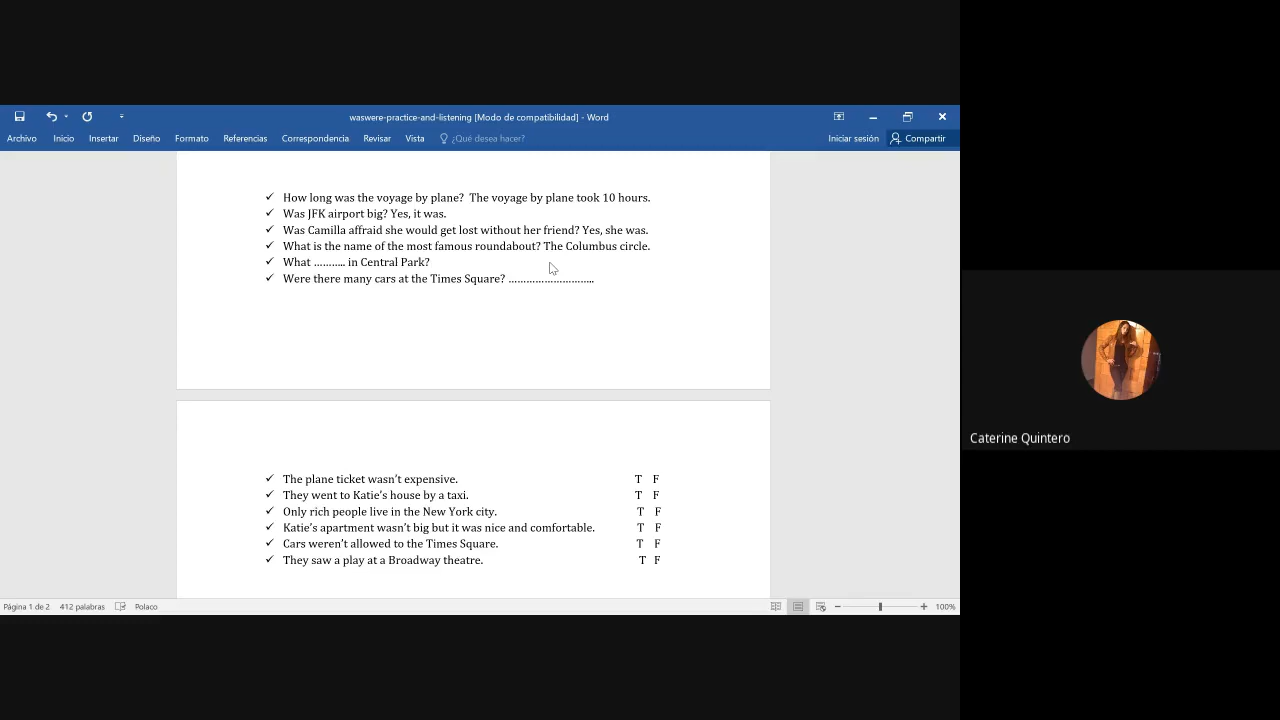 waswere-practice-and-listening [Modo de compatibilidad] - Word
Archivo Inicio Insertar Diseño Formato Referencias Correspondencia Revisar Vista ¿Qué desea hacer? Iniciar sesión Compartir
✓ How long was the voyage by plane?  The voyage by plane took 10 hours.
✓ Was JFK airport big? Yes, it was.
✓ Was Camilla affraid she would get lost without her friend? Yes, she was.
✓ What is the name of the most famous roundabout? The Columbus circle.
✓ What ……….. in Central Park?
✓ Were there many cars at the Times Square? ………………………..
✓ The plane ticket wasn't expensive. T F
✓ They went to Katie's house by a taxi. T F
✓ Only rich people live in the New York city. T F
✓ Katie's apartment wasn't big but it was nice and comfortable. T F
✓ Cars weren't allowed to the Times Square. T F
✓ They saw a play at a Broadway theatre. T F
Página 1 de 2 412 palabras Polaco 100%
Caterine Quintero